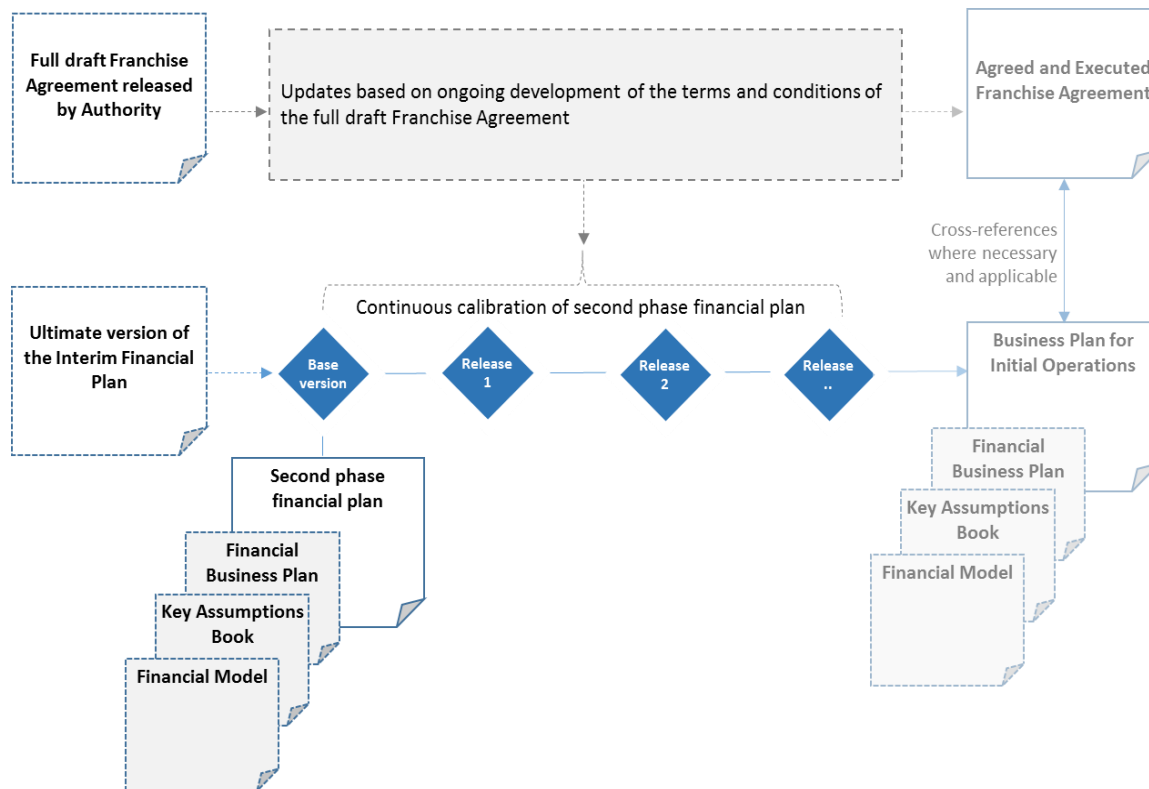 Full draft Franchise
Agreement released
by Authority
Updates based on ongoing development of the terms and conditions of
the full draft Franchise Agreement
Agreed and Executed
Franchise Agreement
Cross-references
where necessary
and applicable
Continuous calibration of second phase financial plan
Ultimate version of
the Interim Financial
Plan
Base
version
Release
1
Release
2
Release
..
Business Plan for
Initial Operations
Second phase
financial plan
Financial
Business Plan
Key Assumptions
Book
Financial Model
Financial
Business Plan
Key Assumptions
Book
Financial Model